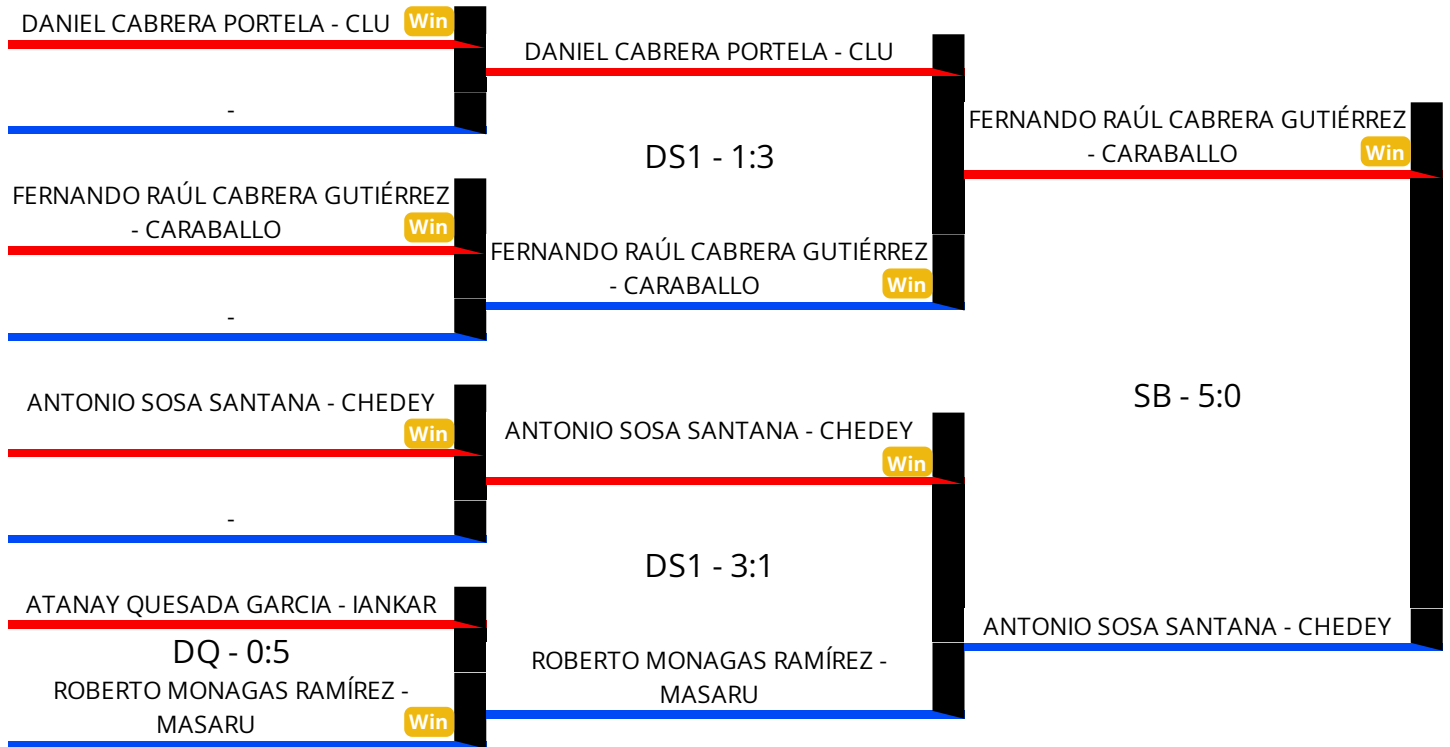 DANIEL CABRERA PORTELA - CLU Win
-
FERNANDO RAÚL CABRERA GUTIÉRREZ
- CARABALLO Win
-
ANTONIO SOSA SANTANA - CHEDEY
Win
-
ATANAY QUESADA GARCIA - IANKAR
DQ - 0:5
ROBERTO MONAGAS RAMÍREZ -
MASARU Win
DANIEL CABRERA PORTELA - CLU
DS1 - 1:3
FERNANDO RAÚL CABRERA GUTIÉRREZ
- CARABALLO Win
ANTONIO SOSA SANTANA - CHEDEY
Win
DS1 - 3:1
ROBERTO MONAGAS RAMÍREZ -
MASARU
FERNANDO RAÚL CABRERA GUTIÉRREZ
- CARABALLO Win
SB - 5:0
ANTONIO SOSA SANTANA - CHEDEY